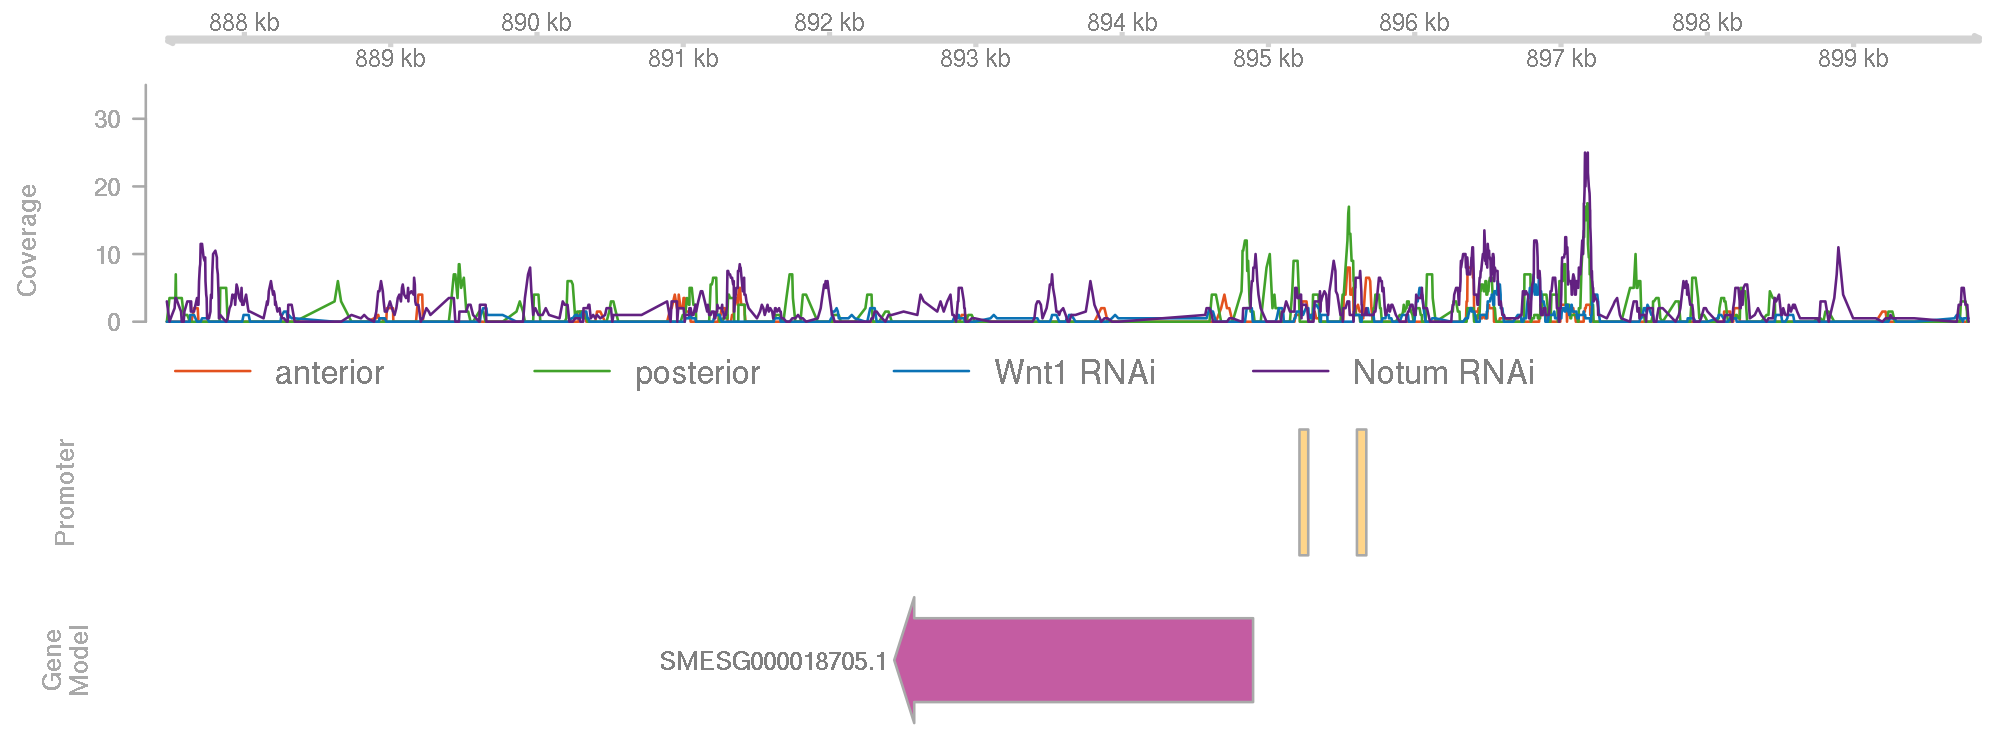 888 kb 890 kb 892 kb 894 kb 896 kb 898 kb
889 kb 891 kb 893 kb 895 kb 897 kb 899 kb
Coverage
30
20
10
0
anterior posterior Wnt1 RNAi Notum RNAi
Promoter
0
Gene
Model
SMESG000018705.1